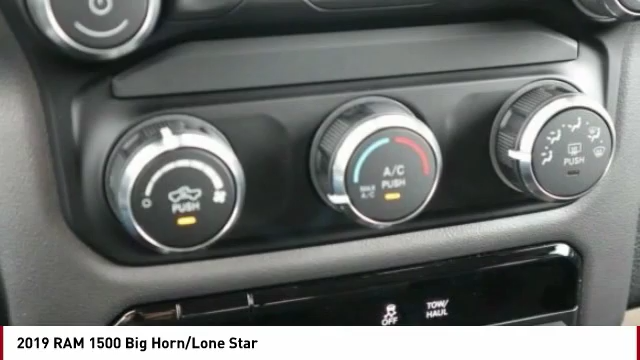 PUSH
A/C
PUSH
MAX
A/C
PUSH
OFF
TOW/
HAUL
2019 RAM 1500 Big Horn/Lone Star